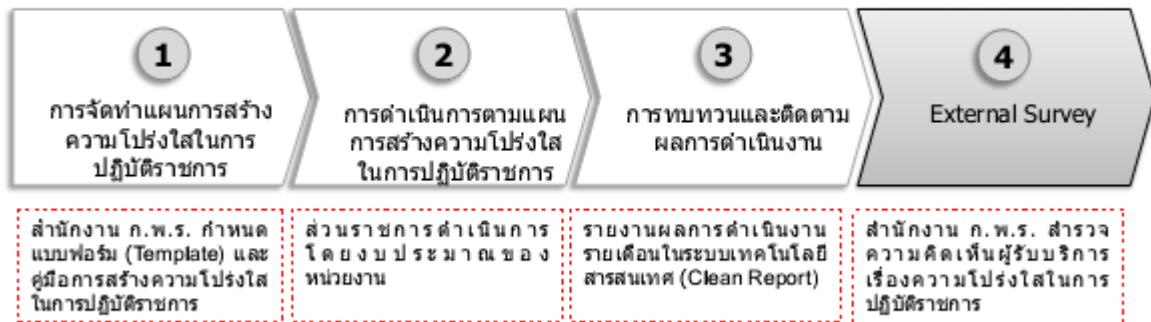 1
การจัดทำแผนการสร้าง
ความโปร่งใสในการ
ปฏิบัติราชการ
2
การดำเนินการตามแผน
การสร้างความโปร่งใส
ในการปฏิบัติราชการ
3
การทบทวนและติดตาม
ผลการดำเนินงาน
4
External Survey
สำนักงาน ก.พ.ร. กำหนด
แบบฟอร์ม (Template) และ
คู่มือการสร้างความโปร่งใส
ในการปฏิบัติราชการ
ส่วนราชการดำเนินการ
โดยงบประมาณของ
หน่วยงาน
รายงานผลการดำเนินงาน
รายเดือนในระบบเทคโนโลยี
สารสนเทศ (Clean Report)
สำนักงาน ก.พ.ร. สำรวจ
ความคิดเห็นผู้รับบริการ
เรื่องความโปร่งใสในการ
ปฏิบัติราชการ